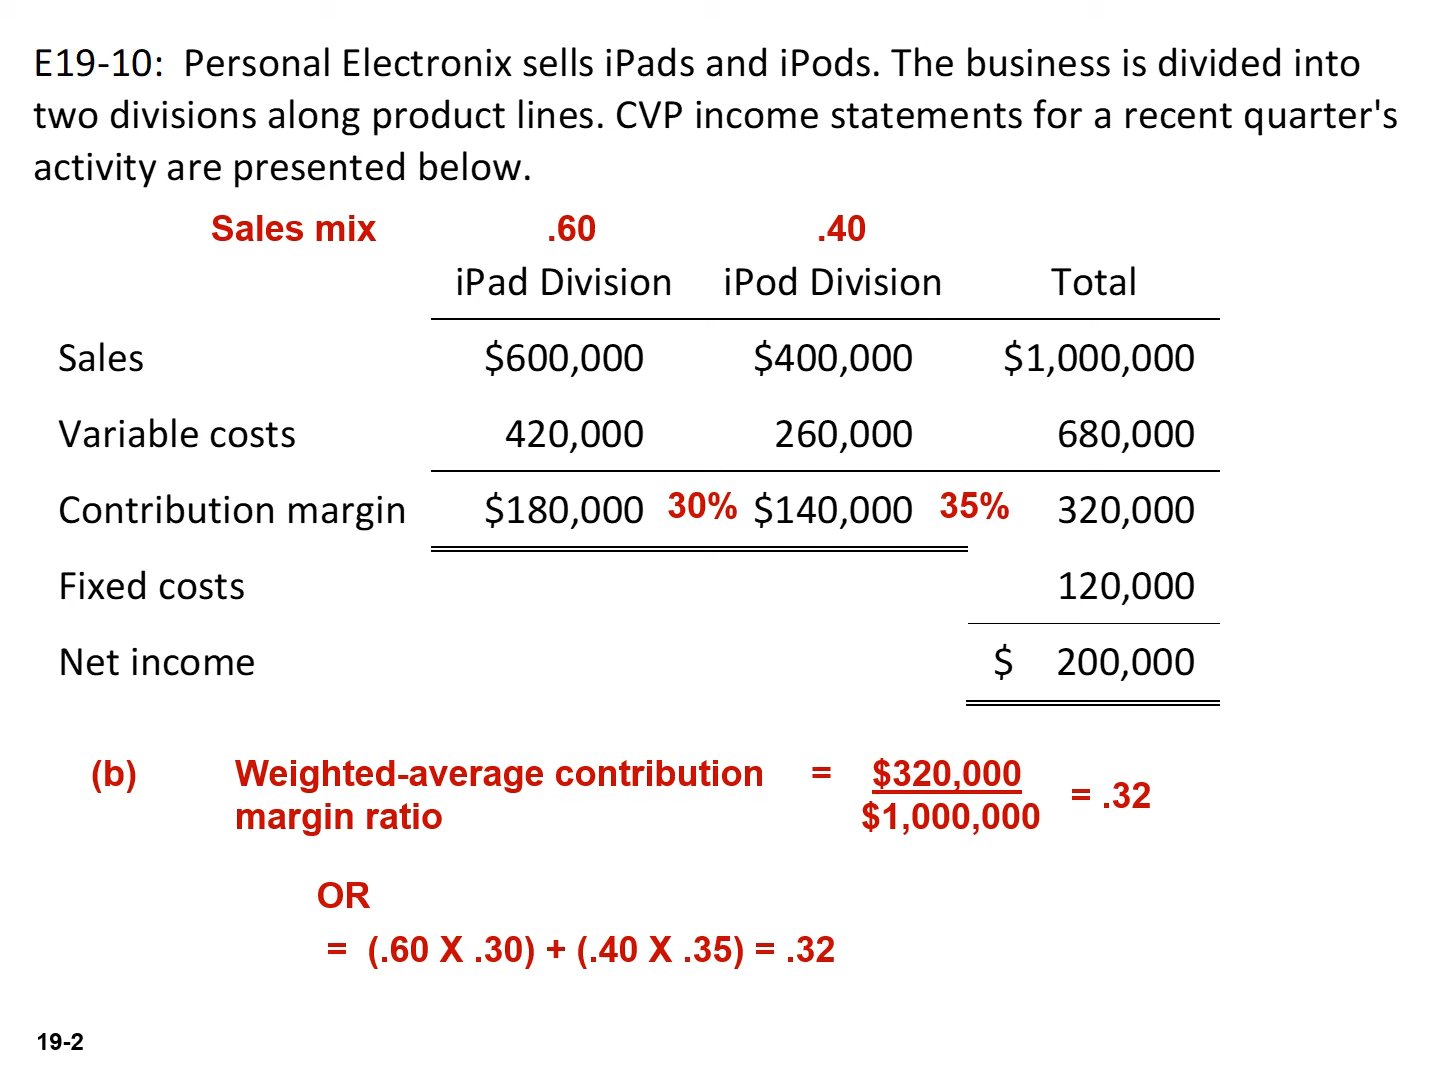 E19-10:  Personal Electronix sells iPads and iPods. The business is divided into
two divisions along product lines. CVP income statements for a recent quarter's
activity are presented below.
Sales mix .60 .40
iPad Division iPod Division Total
Sales $600,000 $400,000 $1,000,000
Variable costs 420,000 260,000 680,000
Contribution margin $180,000 30% $140,000 35% 320,000
Fixed costs 120,000
Net income $ 200,000
(b) Weighted-average contribution = $320,000
margin ratio $1,000,000 = .32
OR
= (.60 X .30) + (.40 X .35) = .32
19-2